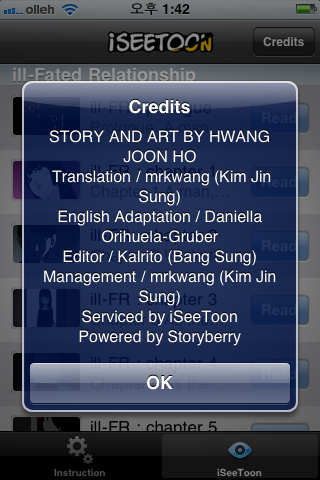 olleh 오후 1:42
iSEETOON Credits
ill-Fated Relationship
Credits
STORY AND ART BY HWANG
JOON HO
Translation / mrkwang (Kim Jin
Sung)
English Adaptation / Daniella
Orihuela-Gruber
Editor / Kalrito (Bang Sung)
Management / mrkwang (Kim Jin
Sung)
Serviced by iSeeToon
Powered by Storyberry
OK
ill-FR : chapter 3
Read
ill-FR : chapter 4
Read
ill-FR : chapter 5
Instruction iSeeToon